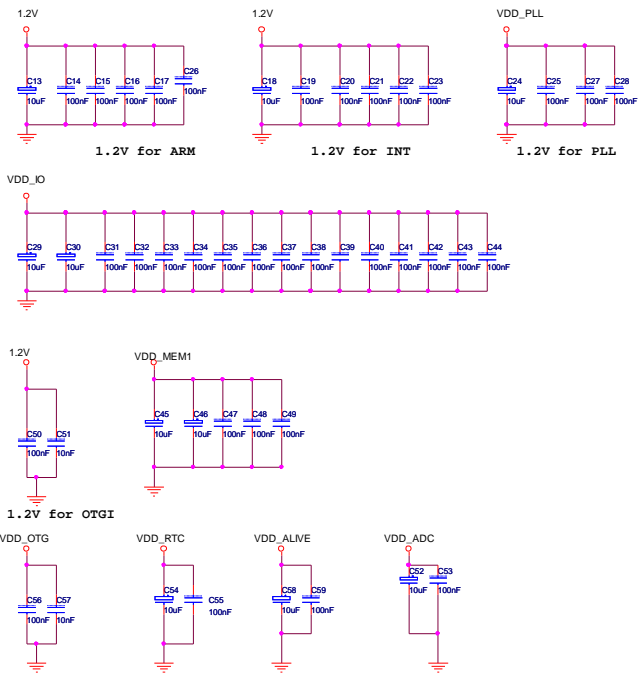 1.2V
1.2V
VDD_PLL
C13 C14 C15 C16 C17 C26
10uF 100nF 100nF 100nF 100nF 100nF
C18 C19 C20 C21 C22 C23
10uF 100nF 100nF 100nF 100nF 100nF
C24 C25 C27 C28
10uF 100nF 100nF 100nF
1.2V for ARM
1.2V for INT
1.2V for PLL
VDD_IO
C29 C30 C31 C32 C33 C34 C35 C36 C37 C38 C39 C40 C41 C42 C43 C44
10uF 10uF 100nF 100nF 100nF 100nF 100nF 100nF 100nF 100nF 100nF 100nF 100nF 100nF 100nF 100nF
1.2V
VDD_MEM1
C50 C51
100nF 10nF
C45 C46 C47 C48 C49
10uF 10uF 100nF 100nF 100nF
1.2V for OTGI
VDD_OTG
VDD_RTC
VDD_ALIVE
VDD_ADC
C56 C57
100nF 10nF
C54 C55
10uF 100nF
C58 C59
10uF 100nF
C52 C53
10uF 100nF